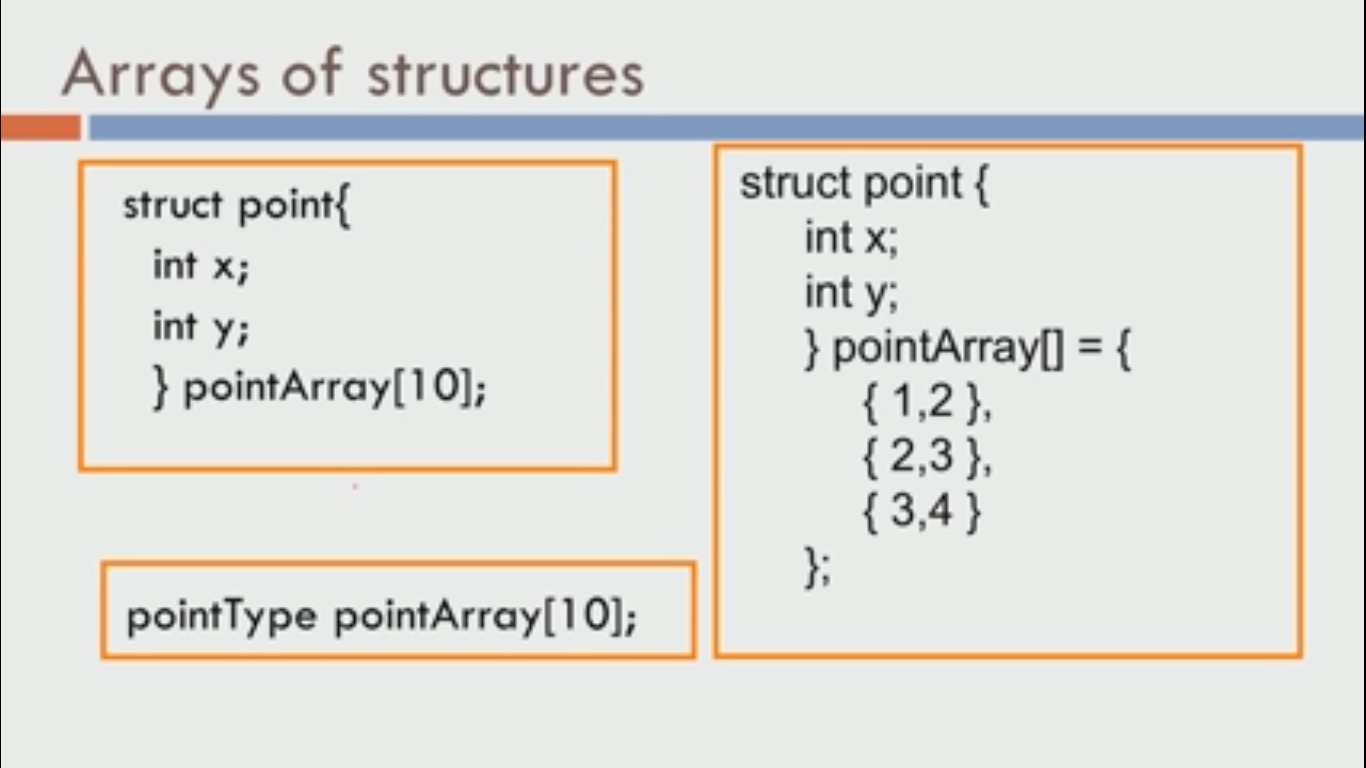 Arrays of structures
struct point{
int x;
int y;
} pointArray[10];
pointType pointArray[10];
struct point {
int x;
int y;
} pointArray[] = {
{ 1,2 },
{ 2,3 },
{ 3,4 }
};